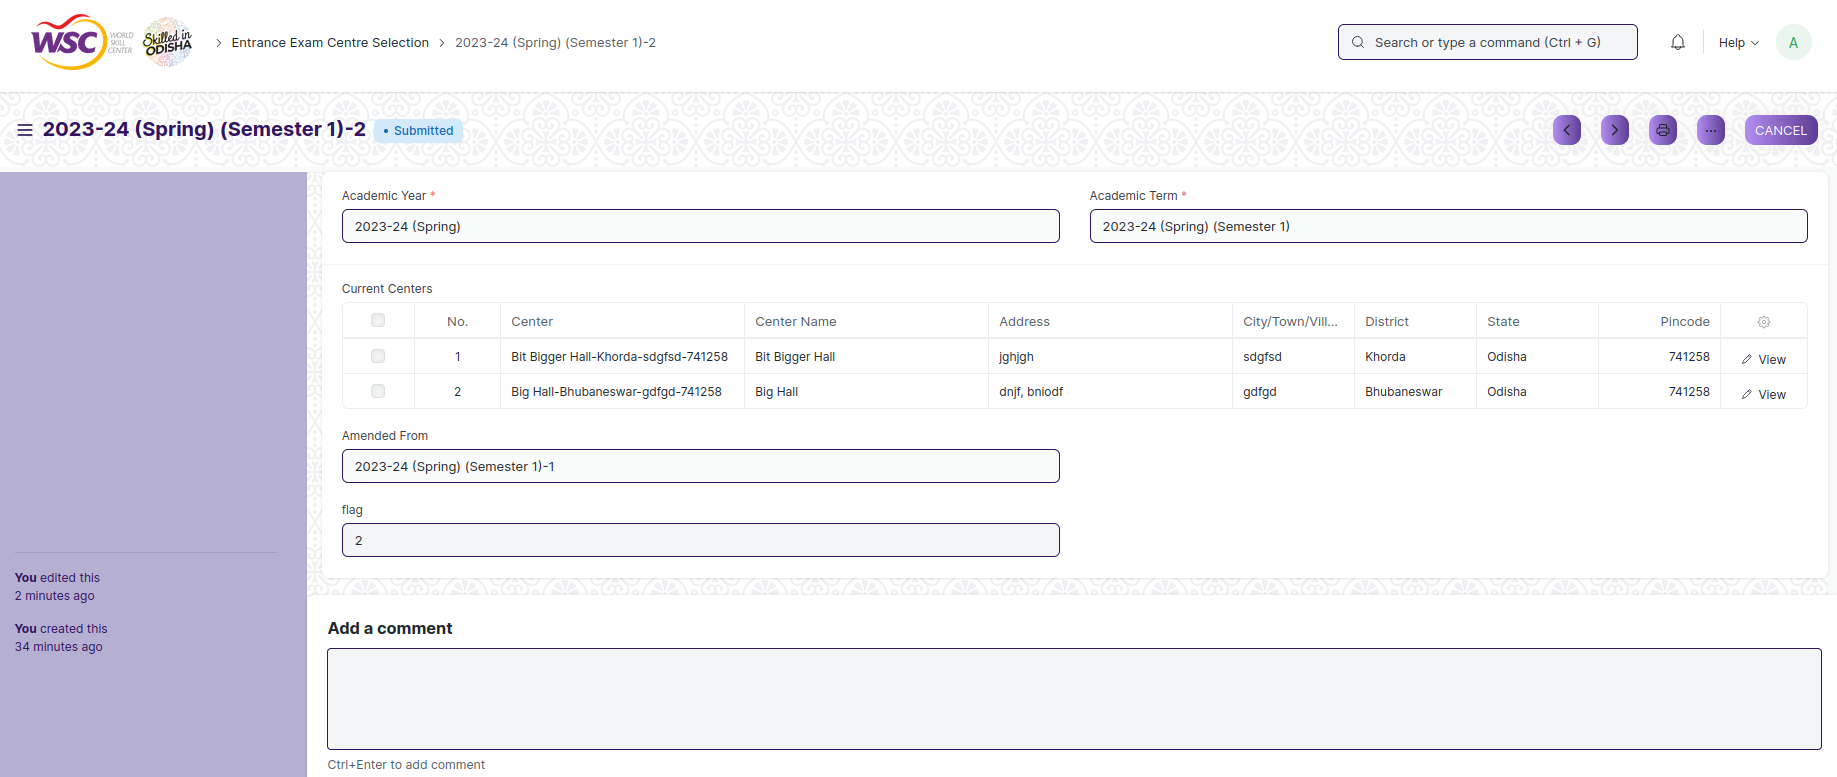 WSC WORLD SKILL CENTER Skilled in ODISHA > Entrance Exam Centre Selection > 2023-24 (Spring) (Semester 1)-2 Search or type a command (Ctrl + G) Help A
2023-24 (Spring) (Semester 1)-2 • Submitted < > ... CANCEL
Academic Year * Academic Term *
2023-24 (Spring) 2023-24 (Spring) (Semester 1)
Current Centers
No. Center Center Name Address City/Town/Vill... District State Pincode
1 Bit Bigger Hall-Khorda-sdgfsd-741258 Bit Bigger Hall jghjgh sdgfsd Khorda Odisha 741258 View
2 Big Hall-Bhubaneswar-gdfgd-741258 Big Hall dnjf, bniodf gdfgd Bhubaneswar Odisha 741258 View
Amended From
2023-24 (Spring) (Semester 1)-1
flag
2
You edited this
2 minutes ago
You created this
34 minutes ago
Add a comment
Ctrl+Enter to add comment